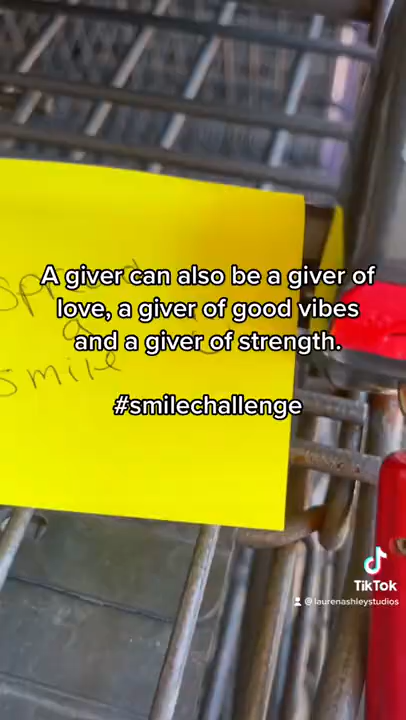 Spread
a
smile
A giver can also be a giver of
love, a giver of good vibes
and a giver of strength.
#smilechallenge
TikTok
@laurenashleystudios